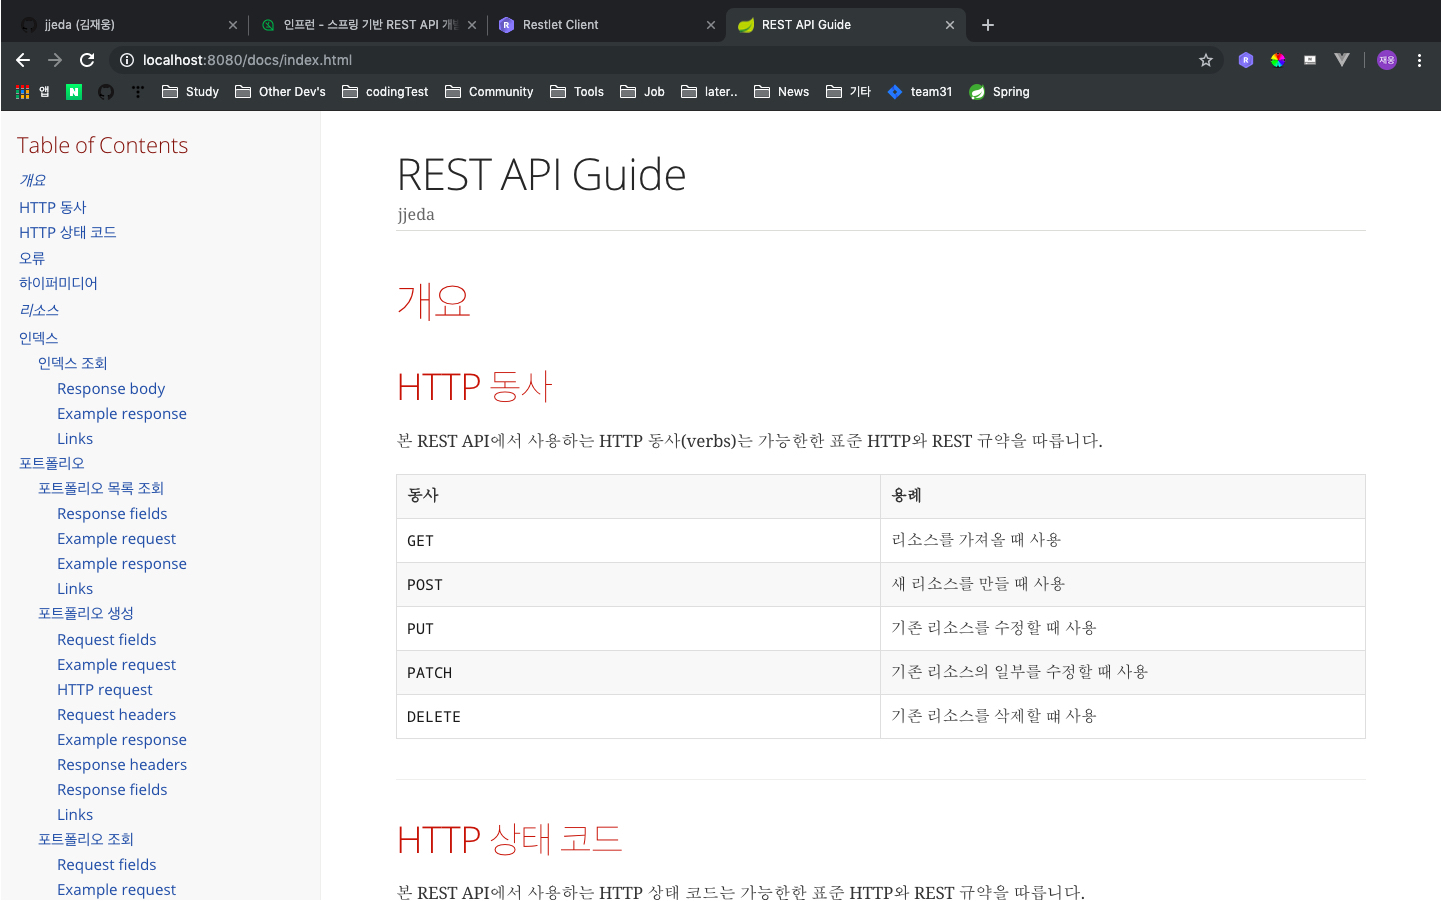 jjeda (김재웅)
인프런 - 스프링 기반 REST API 개발
Restlet Client
REST API Guide
localhost:8080/docs/index.html
재웅
앱
Study
Other Dev's
codingTest
Community
Tools
Job
later..
News
기타
team31
Spring
Table of Contents
개요
HTTP 동사
HTTP 상태 코드
오류
하이퍼미디어
리소스
인덱스
인덱스 조회
Response body
Example response
Links
포트폴리오
포트폴리오 목록 조회
Response fields
Example request
Example response
Links
포트폴리오 생성
Request fields
Example request
HTTP request
Request headers
Example response
Response headers
Response fields
Links
포트폴리오 조회
Request fields
Example request
REST API Guide
jjeda
개요
HTTP 동사
본 REST API에서 사용하는 HTTP 동사(verbs)는 가능한한 표준 HTTP와 REST 규약을 따릅니다.
동사 용례
GET 리소스를 가져올 때 사용
POST 새 리소스를 만들 때 사용
PUT 기존 리소스를 수정할 때 사용
PATCH 기존 리소스의 일부를 수정할 때 사용
DELETE 기존 리소스를 삭제할 떄 사용
HTTP 상태 코드
본 REST API에서 사용하는 HTTP 상태 코드는 가능한한 표준 HTTP와 REST 규약을 따릅니다.